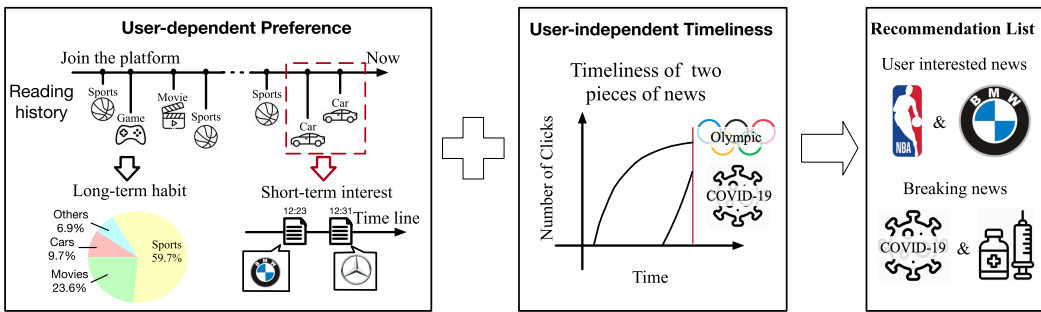 User-dependent Preference
Join the platform
Now
Reading
history
Sports
Game
Movie
Sports
Sports
Car
Car
Long-term habit
Short-term interest
Others
6.9%
Cars
9.7%
Movies
23.6%
Sports
59.7%
12:23
12:31
Time line
User-independent Timeliness
Timeliness of two
pieces of news
Number of Clicks
Olympic
COVID-19
Time
Recommendation List
User interested news
NBA
&
BMW
Breaking news
COVID-19
&